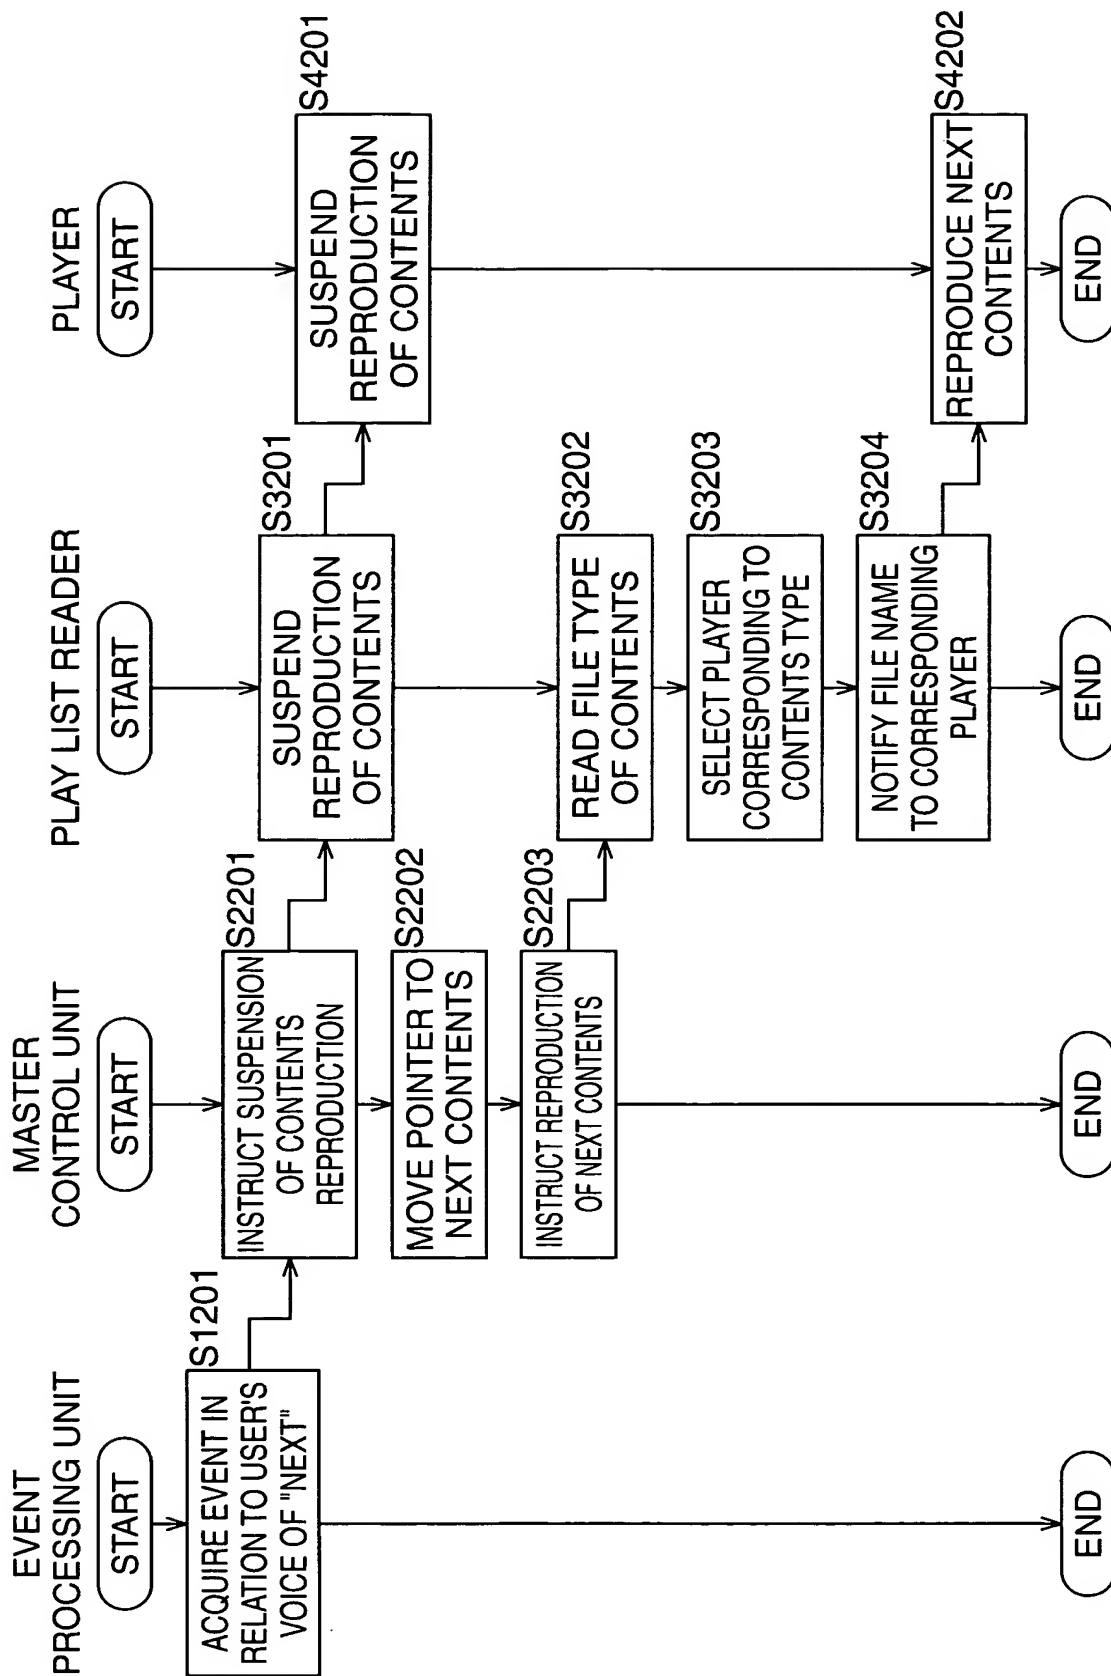 EVENT
PROCESSING UNIT
START
S1201
ACQUIRE EVENT IN
RELATION TO USER'S
VOICE OF "NEXT"
END
MASTER
CONTROL UNIT
START
S2201
INSTRUCT SUSPENSION
OF CONTENTS
REPRODUCTION
S2202
MOVE POINTER TO
NEXT CONTENTS
S2203
INSTRUCT REPRODUCTION
OF NEXT CONTENTS
END
PLAY LIST READER
START
S3201
SUSPEND
REPRODUCTION
OF CONTENTS
S3202
READ FILE TYPE
OF CONTENTS
S3203
SELECT PLAYER
CORRESPONDING TO
CONTENTS TYPE
S3204
NOTIFY FILE NAME
TO CORRESPONDING
PLAYER
END
PLAYER
START
S4201
SUSPEND
REPRODUCTION
OF CONTENTS
S4202
REPRODUCE NEXT
CONTENTS
END